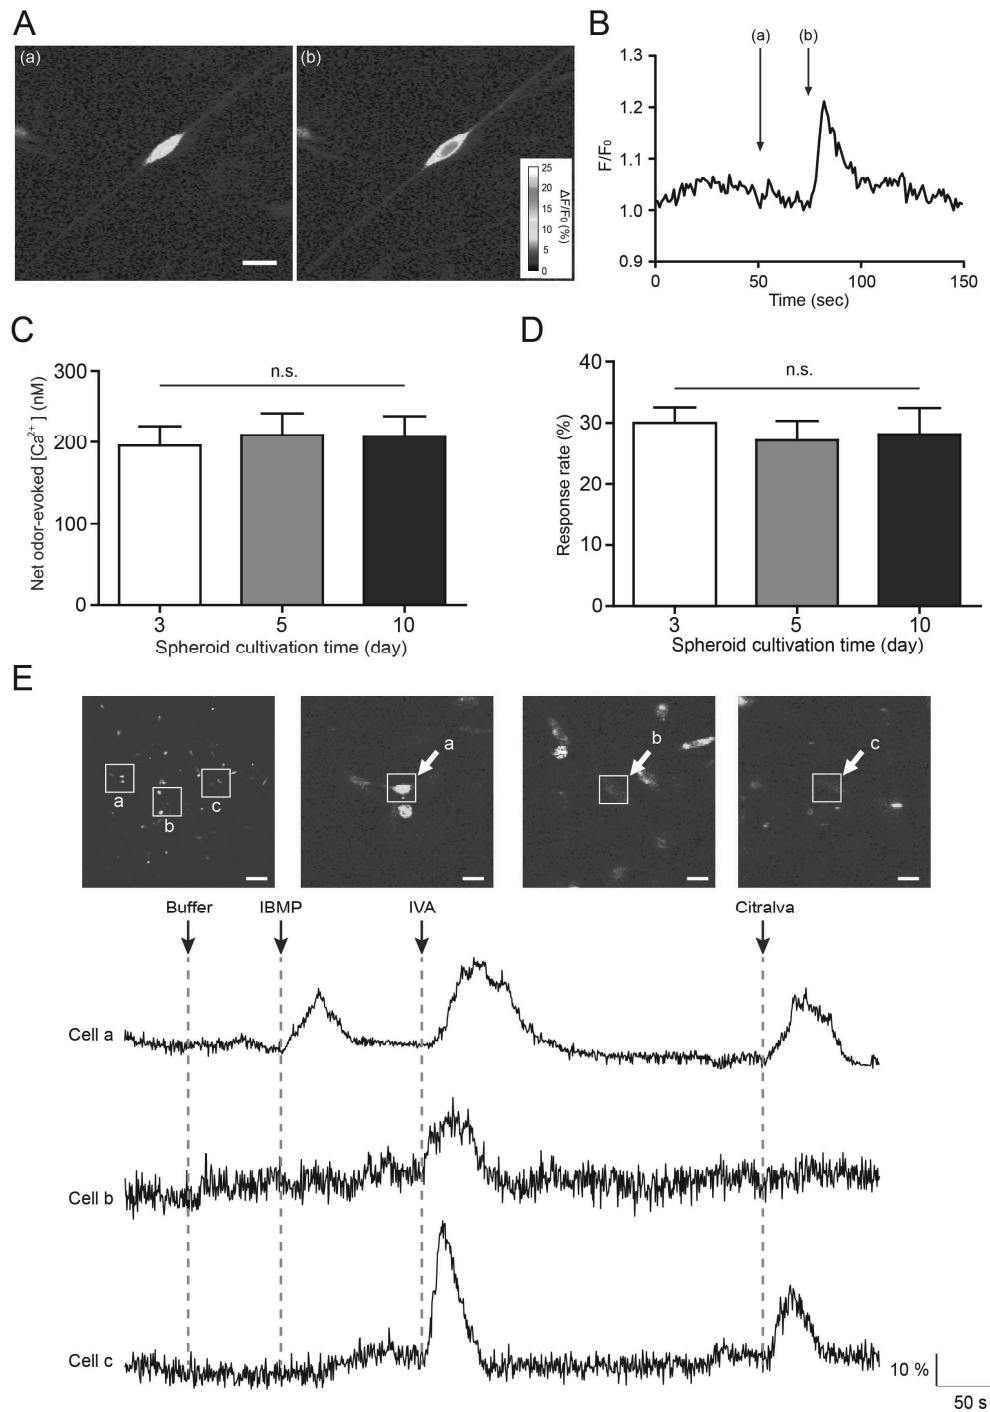 A
(a)
(b)
25
20
15
10
5
0
ΔF/F₀ (%)
B
(a)
(b)
1.3
1.2
1.1
1.0
0.9
F/F₀
0
50
100
150
Time (sec)
C
n.s.
300
200
100
0
Net odor-evoked [Ca²⁺] (nM)
3
5
10
Spheroid cultivation time (day)
D
n.s.
40
30
20
10
0
Response rate (%)
3
5
10
Spheroid cultivation time (day)
E
a
b
c
a
b
c
Buffer
IBMP
IVA
Citralva
Cell a
Cell b
Cell c
10 %
50 s